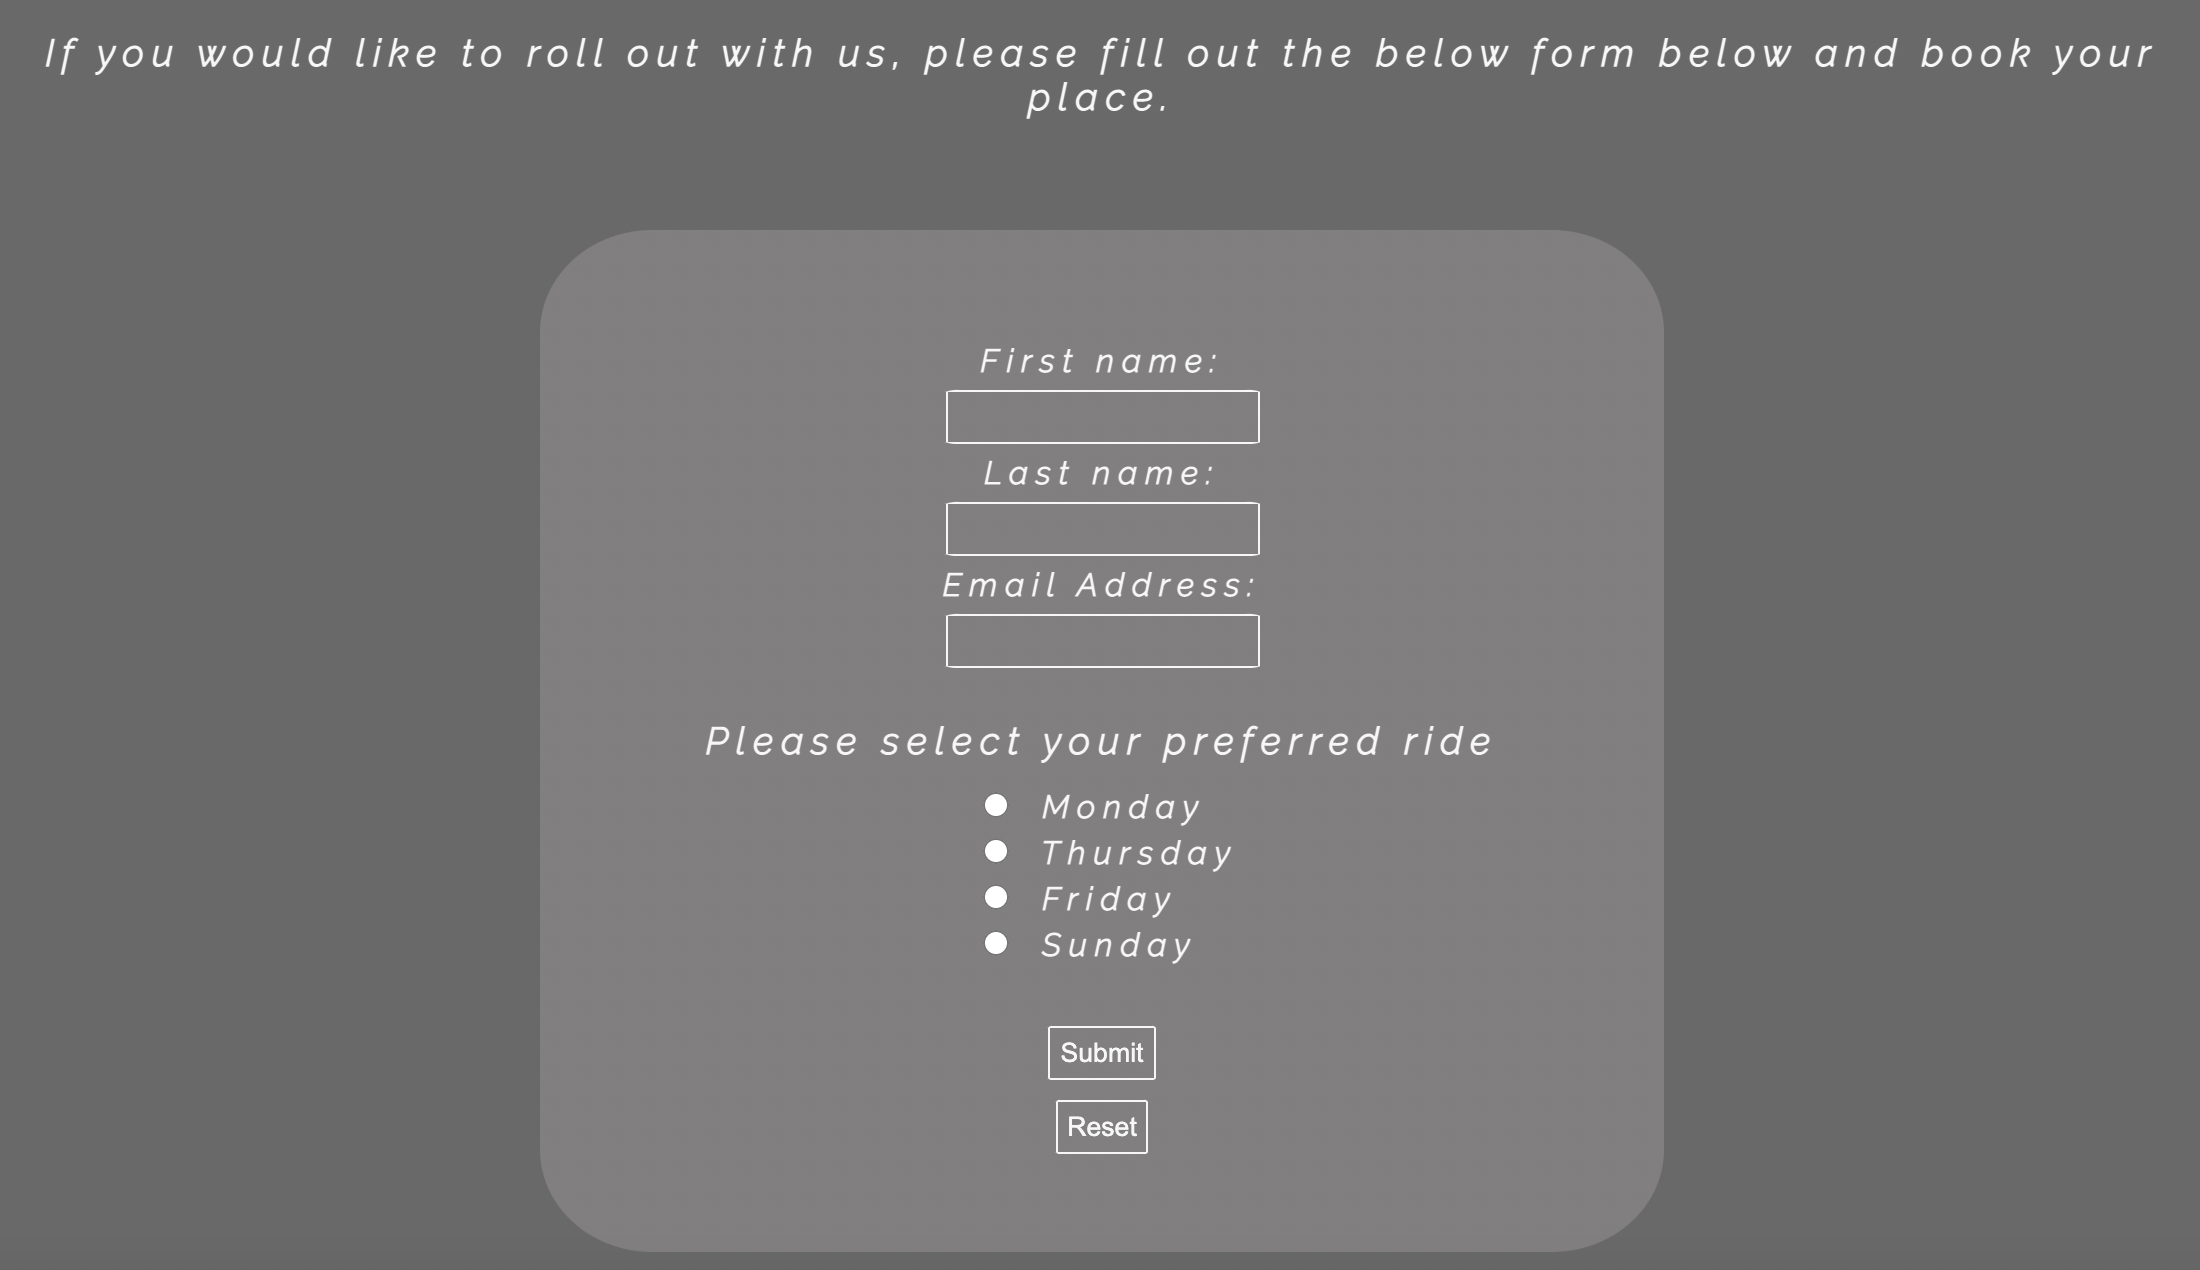 If you would like to roll out with us, please fill out the below form below and book your
place.
First name:
Last name:
Email Address:
Please select your preferred ride
Monday
Thursday
Friday
Sunday
Submit
Reset